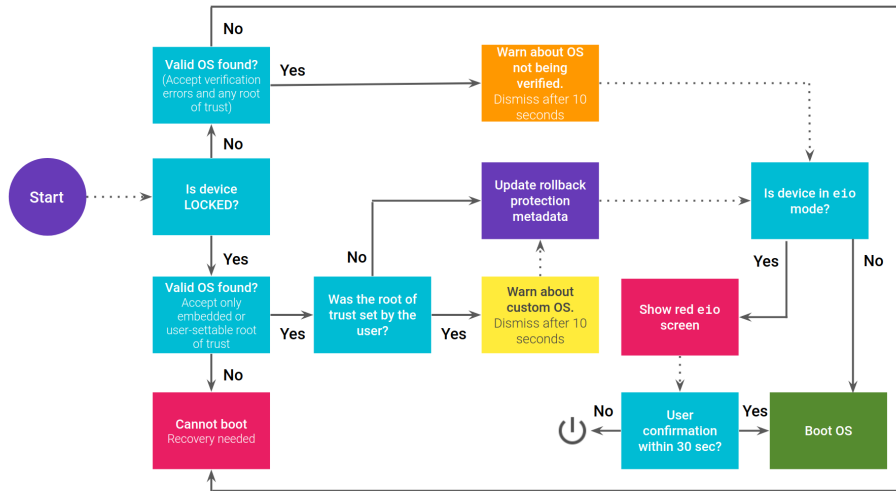 No
Valid OS found?
(Accept verification
errors and any root
of trust)
Yes
Warn about OS
not being
verified.
Dismiss after 10
seconds
No
Start
Is device
LOCKED?
Update rollback
protection
metadata
Is device in eio
mode?
Yes
No
Yes
No
Valid OS found?
Accept only
embedded or
user-settable root
of trust
Yes
Was the root of
trust set by the
user?
Yes
Warn about
custom OS.
Dismiss after 10
seconds
Show red eio
screen
No
Cannot boot
Recovery needed
No
User
confirmation
within 30 sec?
Yes
Boot OS